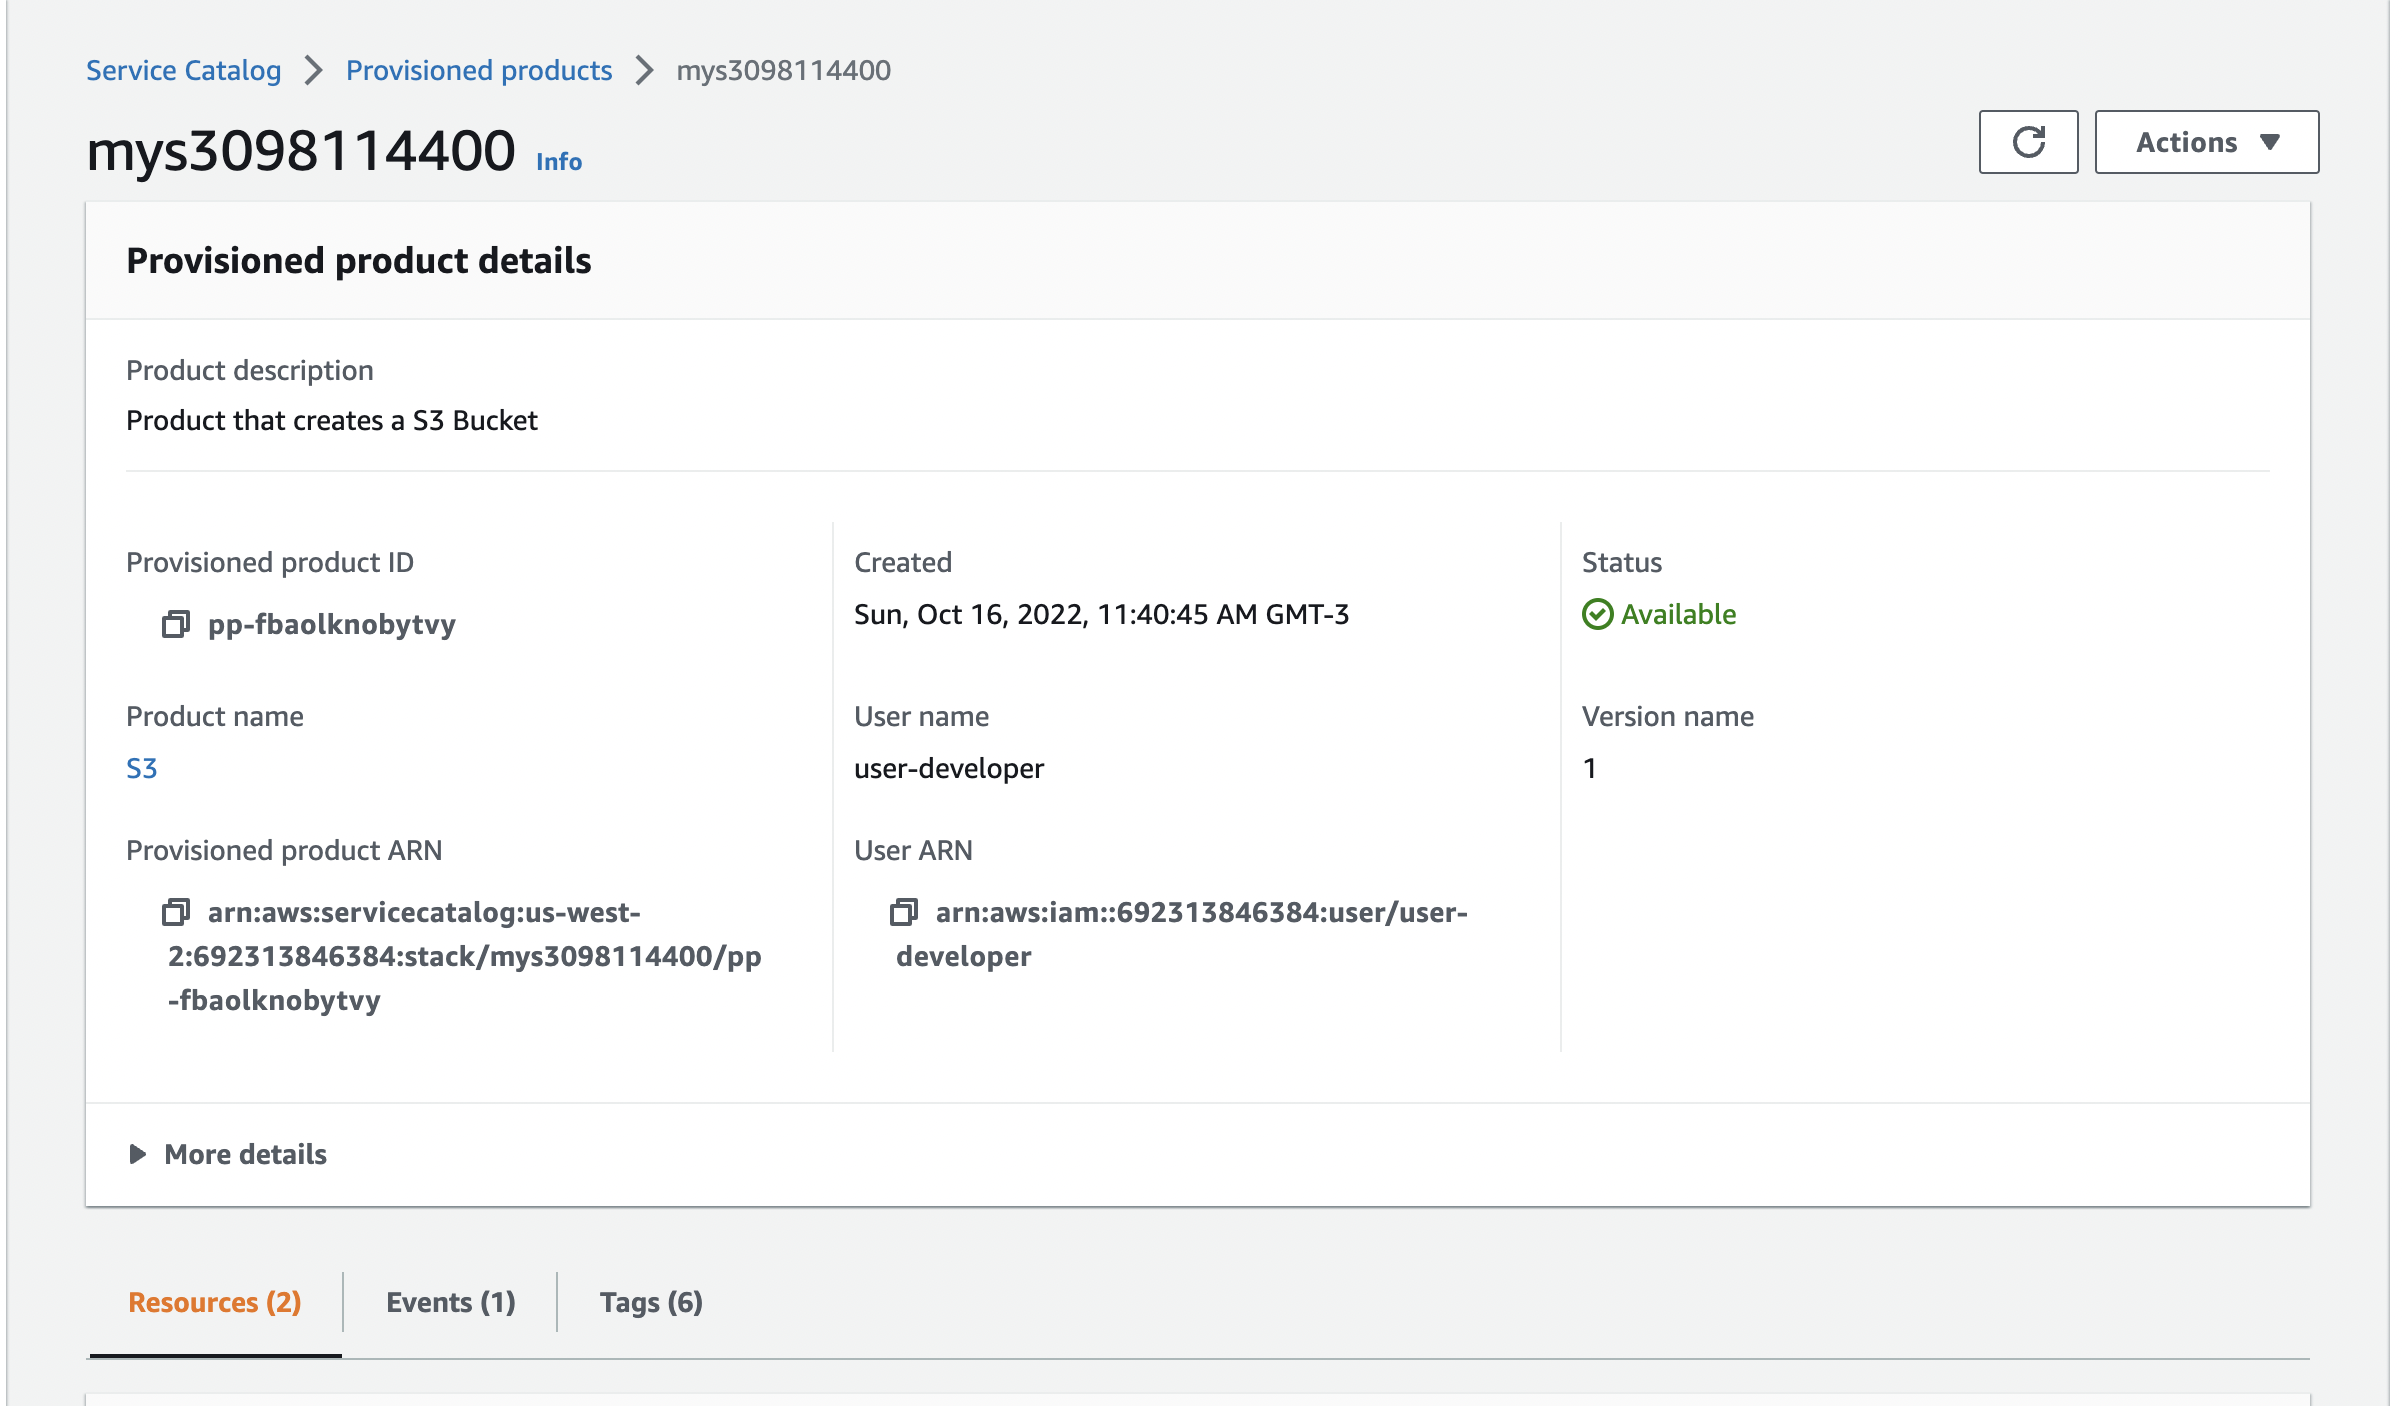 Service Catalog > Provisioned products > mys3098114400
mys3098114400 Info
Actions
Provisioned product details
Product description
Product that creates a S3 Bucket
Provisioned product ID
pp-fbaolknobytvy
Product name
S3
Provisioned product ARN
arn:aws:servicecatalog:us-west-
2:692313846384:stack/mys3098114400/pp
-fbaolknobytvy
Created
Sun, Oct 16, 2022, 11:40:45 AM GMT-3
User name
user-developer
User ARN
arn:aws:iam::692313846384:user/user-
developer
Status
Available
Version name
1
More details
Resources (2)
Events (1)
Tags (6)